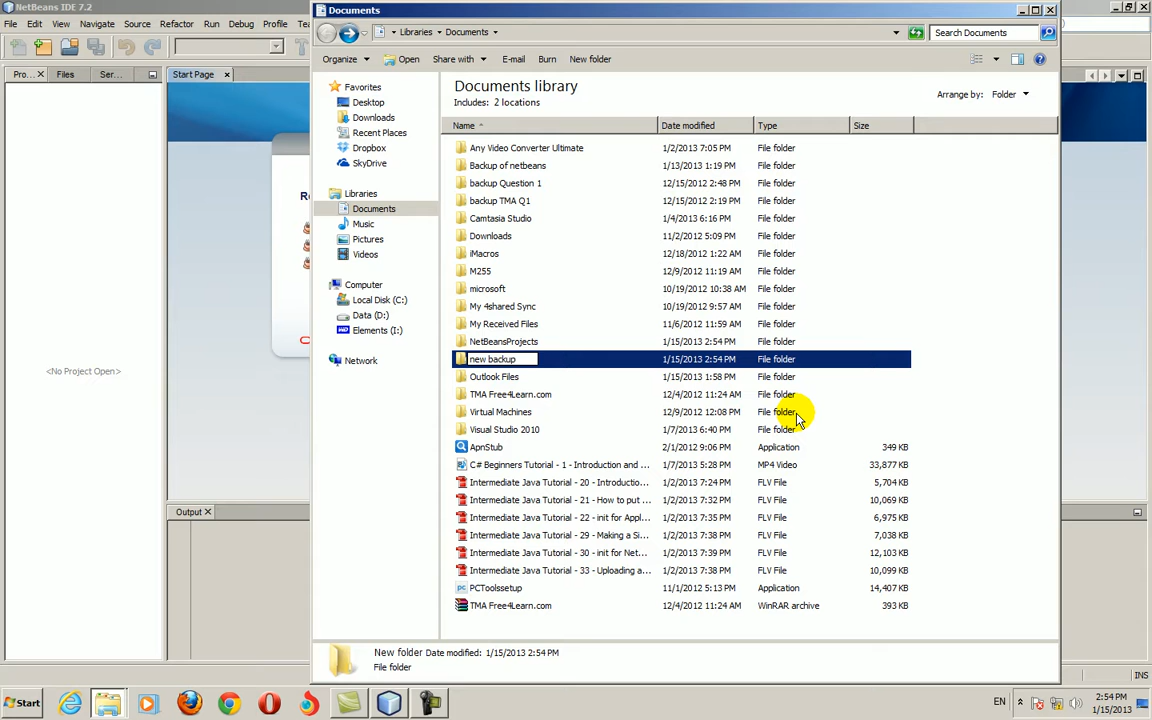 NetBeans IDE 7.2
File Edit View Navigate Source Refactor Run Debug Profile
Pro... Files Ser...
Start Page
<No Project Open>
Output
Documents
Libraries Documents
Search Documents
Organize Open Share with E-mail Burn New folder
Favorites
Desktop
Downloads
Recent Places
Dropbox
SkyDrive
Libraries
Documents
Music
Pictures
Videos
Computer
Local Disk (C:)
Data (D:)
Elements (I:)
Network
Documents library
Includes: 2 locations
Arrange by: Folder
Name Date modified Type Size
Any Video Converter Ultimate 1/2/2013 7:05 PM File folder
Backup of netbeans 1/13/2013 1:19 PM File folder
backup Question 1 12/15/2012 2:48 PM File folder
backup TMA Q1 12/15/2012 2:19 PM File folder
Camtasia Studio 1/4/2013 6:16 PM File folder
Downloads 11/2/2012 5:09 PM File folder
iMacros 12/18/2012 1:22 AM File folder
M255 12/9/2012 11:19 AM File folder
microsoft 10/19/2012 10:38 AM File folder
My 4shared Sync 10/19/2012 9:57 AM File folder
My Received Files 11/6/2012 11:59 AM File folder
NetBeansProjects 1/15/2013 2:54 PM File folder
new backup 1/15/2013 2:54 PM File folder
Outlook Files 1/15/2013 1:58 PM File folder
TMA Free4Learn.com 12/4/2012 11:24 AM File folder
Virtual Machines 12/9/2012 12:08 PM File folder
Visual Studio 2010 1/7/2013 6:40 PM File folder
ApnStub 2/1/2012 9:06 PM Application 349 KB
C# Beginners Tutorial - 1 - Introduction and ... 1/7/2013 5:28 PM MP4 Video 33,877 KB
Intermediate Java Tutorial - 20 - Introductio... 1/2/2013 7:24 PM FLV File 5,704 KB
Intermediate Java Tutorial - 21 - How to put ... 1/2/2013 7:32 PM FLV File 10,069 KB
Intermediate Java Tutorial - 22 - init for Appl... 1/2/2013 7:35 PM FLV File 6,975 KB
Intermediate Java Tutorial - 29 - Making a Si... 1/2/2013 7:38 PM FLV File 7,038 KB
Intermediate Java Tutorial - 30 - init for Net... 1/2/2013 7:39 PM FLV File 12,103 KB
Intermediate Java Tutorial - 33 - Uploading a... 1/2/2013 7:38 PM FLV File 10,099 KB
PCToolssetup 11/1/2012 5:13 PM Application 14,407 KB
TMA Free4Learn.com 12/4/2012 11:24 AM WinRAR archive 393 KB
New folder Date modified: 1/15/2013 2:54 PM
File folder
INS
Start
EN
2:54 PM
1/15/2013